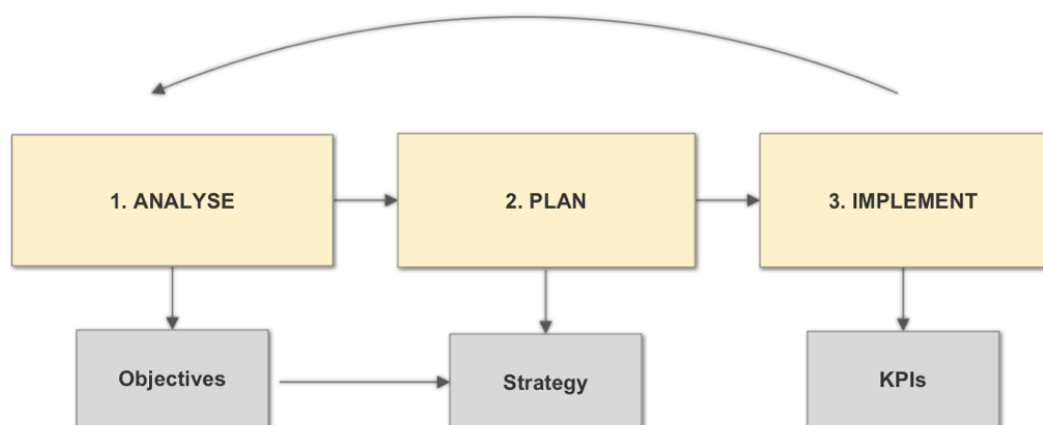 1. ANALYSE
2. PLAN
3. IMPLEMENT
Objectives
Strategy
KPIs